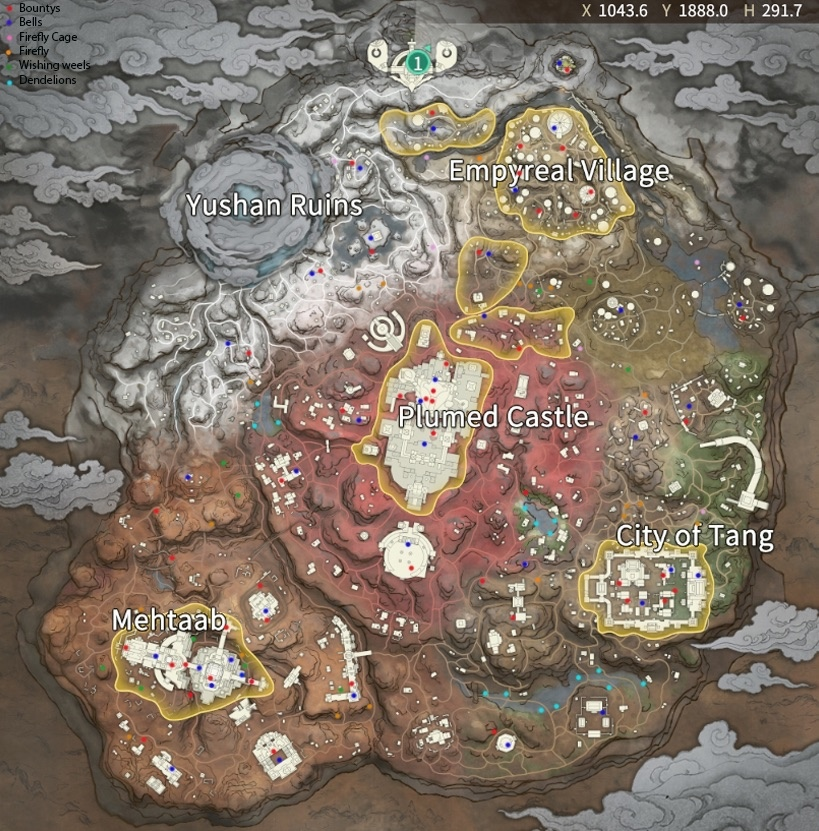 Bountys
Bells
Firefly Cage
Firefly
Wishing weels
Dendelions
X 1043.6 Y 1888.0 H 291.7
1
Empyreal Village
Yushan Ruins
Plumed Castle
City of Tang
Mehtaab